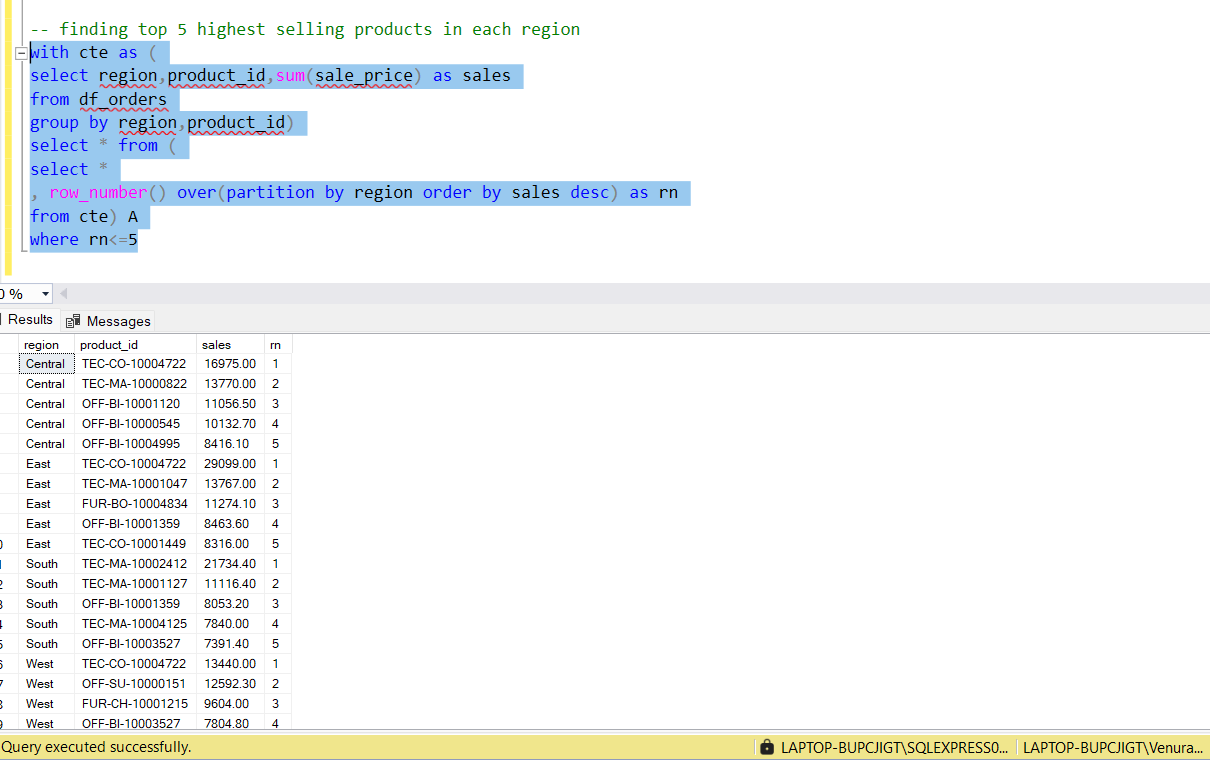 -- finding top 5 highest selling products in each region
with cte as (
select region,product_id,sum(sale_price) as sales
from df_orders
group by region,product_id)
select * from (
select *
, row_number() over(partition by region order by sales desc) as rn
from cte) A
where rn<=5
0 %
Results Messages
region product_id sales rn
Central TEC-CO-10004722 16975.00 1
Central TEC-MA-10000822 13770.00 2
Central OFF-BI-10001120 11056.50 3
Central OFF-BI-10000545 10132.70 4
Central OFF-BI-10004995 8416.10 5
East TEC-CO-10004722 29099.00 1
East TEC-MA-10001047 13767.00 2
East FUR-BO-10004834 11274.10 3
East OFF-BI-10001359 8463.60 4
0 East TEC-CO-10001449 8316.00 5
1 South TEC-MA-10002412 21734.40 1
2 South TEC-MA-10001127 11116.40 2
3 South OFF-BI-10001359 8053.20 3
4 South TEC-MA-10004125 7840.00 4
5 South OFF-BI-10003527 7391.40 5
6 West TEC-CO-10004722 13440.00 1
7 West OFF-SU-10000151 12592.30 2
8 West FUR-CH-10001215 9604.00 3
9 West OFF-BI-10003527 7804.80 4
Query executed successfully. LAPTOP-BUPCJIGT\SQLEXPRESS0... LAPTOP-BUPCJIGT\Venura...